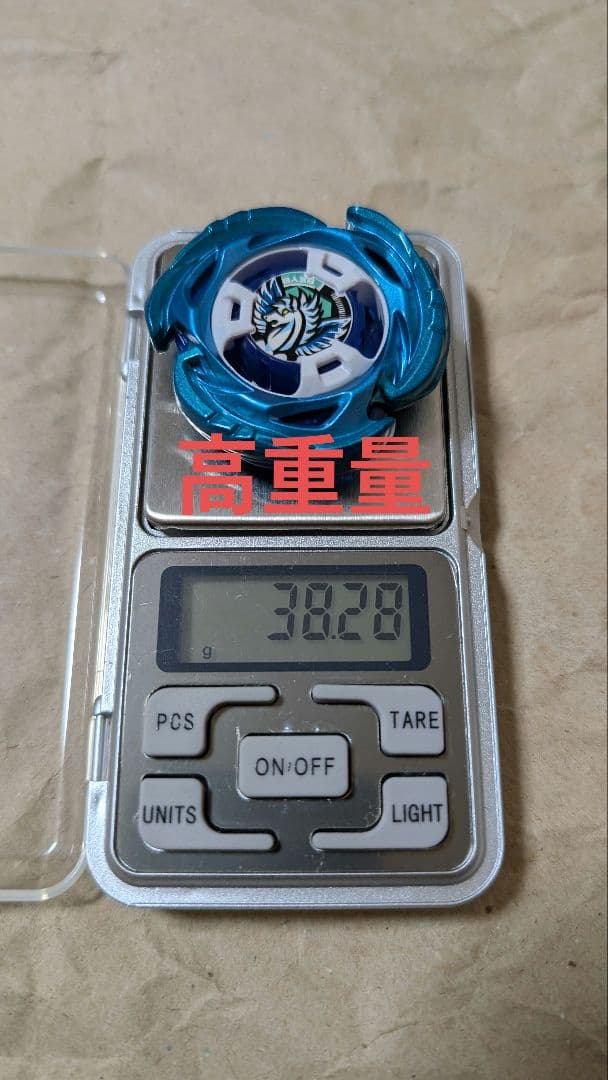 高重量
38.28
g
PCS
TARE
ON/OFF
UNITS
LIGHT